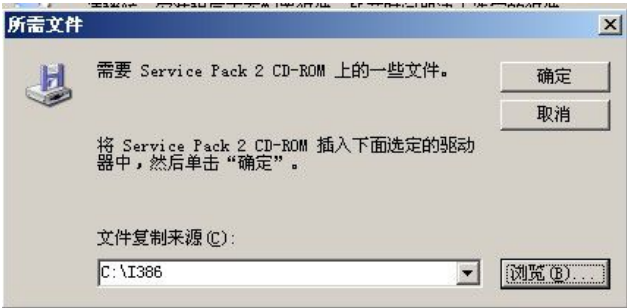 所需文件
需要 Service Pack 2 CD-ROM 上的一些文件。
确定
取消
将 Service Pack 2 CD-ROM 插入下面选定的驱动
器中，然后单击“确定”。
文件复制来源(C):
C:\I386
浏览(B)...